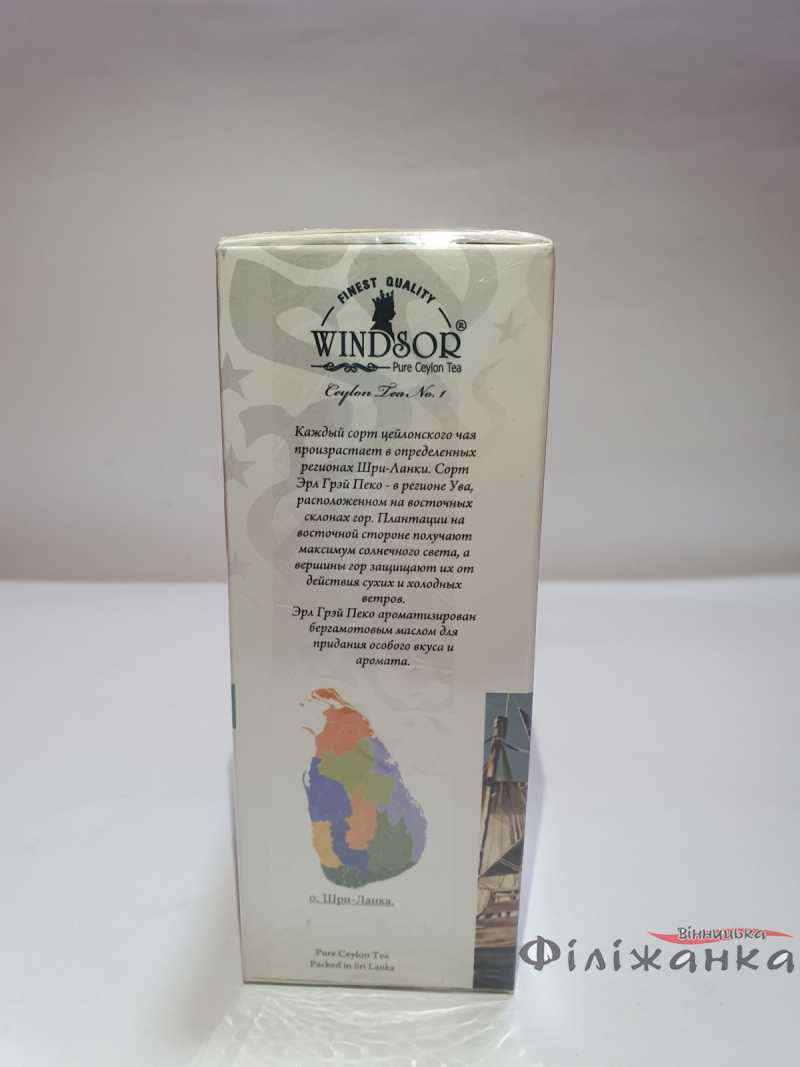 FINEST QUALITY
WINDSOR®
Pure Ceylon Tea
Ceylon Tea No. 1
Каждый сорт цейлонского чая
произрастает в определенных
регионах Шри-Ланки. Сорт
Эрл Грэй Пеко - в регионе Ува,
расположенном на восточных
склонах гор. Плантации на
восточной стороне получают
максимум солнечного света, а
вершины гор защищают их от
действия сухих и холодных
ветров.
Эрл Грэй Пеко ароматизирован
бергамотовым маслом для
придания особого вкуса и
аромата.
о. Шри-Ланка.
Pure Ceylon Tea
Packed in Sri Lanka
Вінницька
Філіжанка